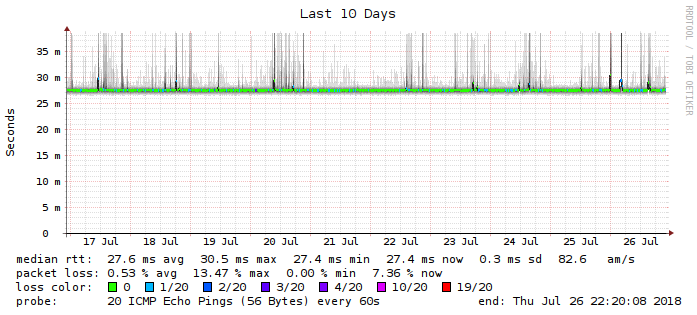 Last 10 Days
RRDTOOL / TOBI OETIKER
Seconds
35 m
30 m
25 m
20 m
15 m
10 m
5 m
0
17 Jul 18 Jul 19 Jul 20 Jul 21 Jul 22 Jul 23 Jul 24 Jul 25 Jul 26 Jul
median rtt: 27.6 ms avg 30.5 ms max 27.4 ms min 27.4 ms now 0.3 ms sd 82.6 am/s
packet loss: 0.53 % avg 13.47 % max 0.00 % min 7.36 % now
loss color: 0 1/20 2/20 3/20 4/20 10/20 19/20
probe: 20 ICMP Echo Pings (56 Bytes) every 60s end: Thu Jul 26 22:20:08 2018